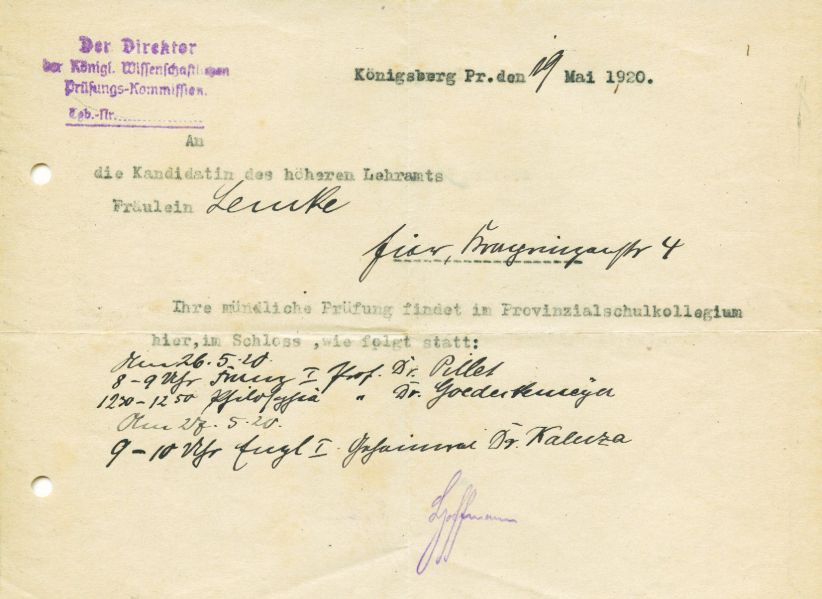 Der Direktor
der Königl. Wissenschaftlichen
Prüfungs-Kommission.
Tgb.-Nr.
Königsberg Pr.den 19 Mai 1920.
An
die Kandidatin des höheren Lehramts
Fräulein Lemke
hier, 4
Ihre mündliche Prüfung findet im Provinzialschulkollegium
hier,im Schloss ,wie folgt statt:
Am 26.5.20
8-9 Uhr Franz I Prof. Dr. Pillet
12 20-12 50 Philosophie " Dr. Goedeckemeyer
Am 27.5.20.
9-10 Uhr Engl I. Geheimrat Dr. Kaluza
Hoffmann